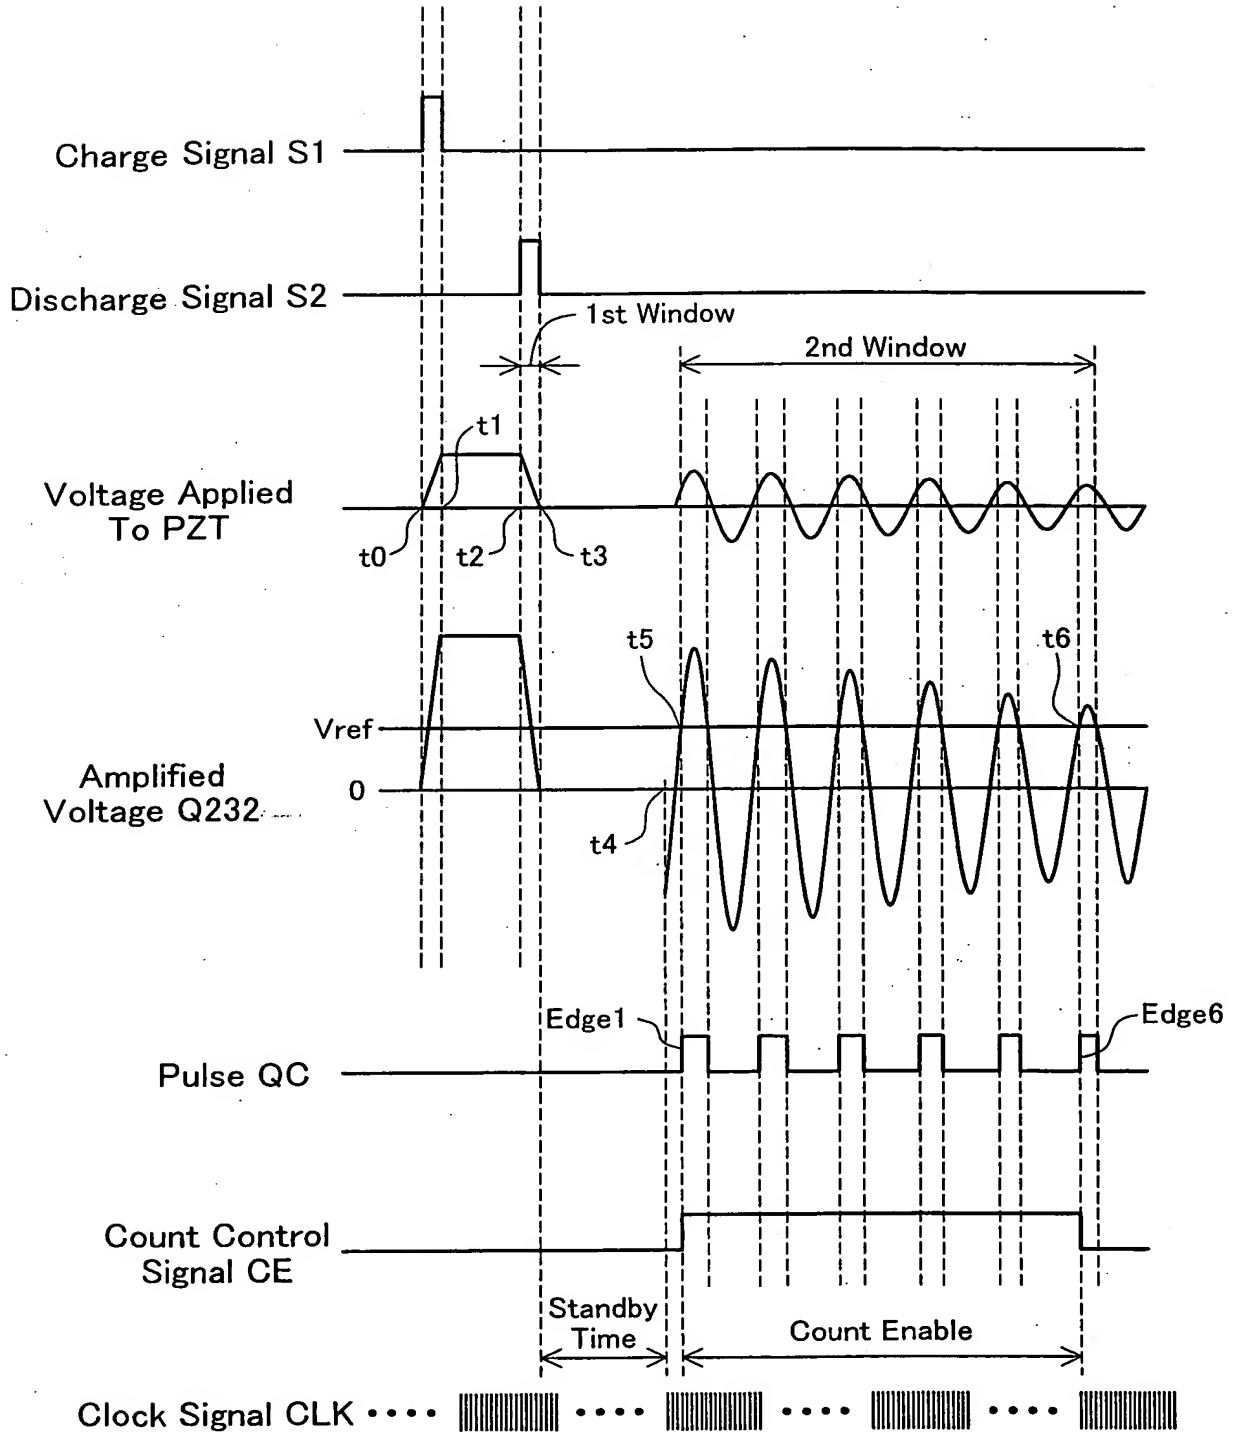 Charge Signal S1
Discharge Signal S2
1st Window
2nd Window
t1
Voltage Applied
To PZT
t0
t2
t3
t5
t6
Vref
Amplified
Voltage Q232
0
t4
Edge1
Edge6
Pulse QC
Count Control
Signal CE
Standby
Time
Count Enable
Clock Signal CLK